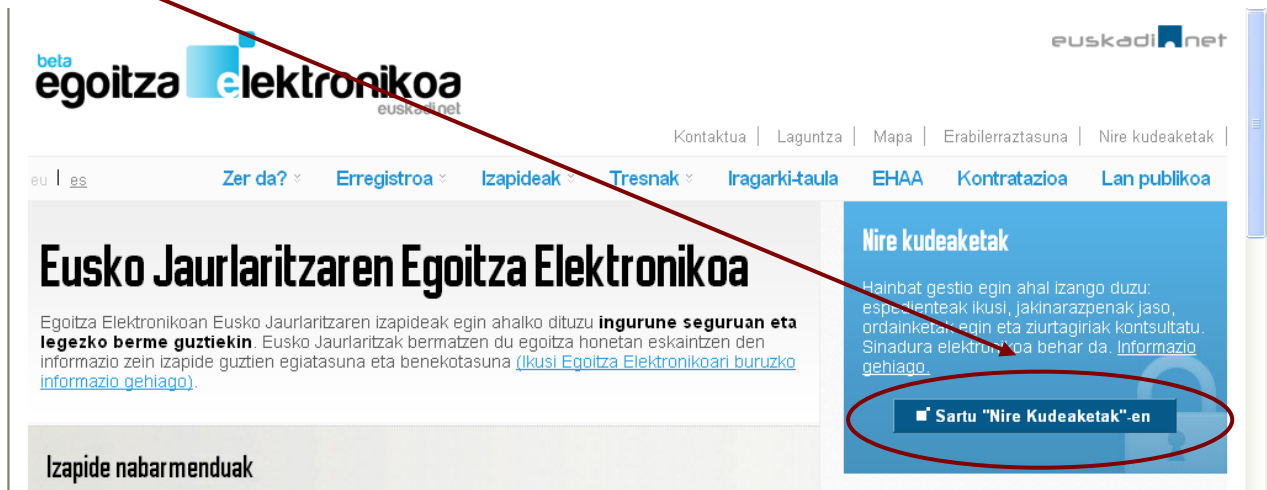 euskadi.net
beta
egoitza elektronikoa
euskadi.net
Kontaktua | Laguntza | Mapa | Erabilerraztasuna | Nire kudeaketak |
eu | es
Zer da? Erregistroa Izapideak Tresnak Iragarki-taula EHAA Kontratazioa Lan publikoa
Eusko Jaurlaritzaren Egoitza Elektronikoa
Egoitza Elektronikoan Eusko Jaurlaritzaren izapideak egin ahalko dituzu ingurune seguruan eta
legezko berme guztiekin. Eusko Jaurlaritzak bermatzen du egoitza honetan eskaintzen den
informazio zein izapide guztien egiatasuna eta benekotasuna (Ikusi Egoitza Elektronikoari buruzko
informazio gehiago).
Nire kudeaketak
Hainbat gestio egin ahal izango duzu:
espedienteak ikusi, jakinarazpenak jaso,
ordainketak egin eta ziurtagiriak kontsultatu.
Sinadura elektronikoa behar da. Informazio
gehiago.
Sartu "Nire Kudeaketak"-en
Izapide nabarmenduak